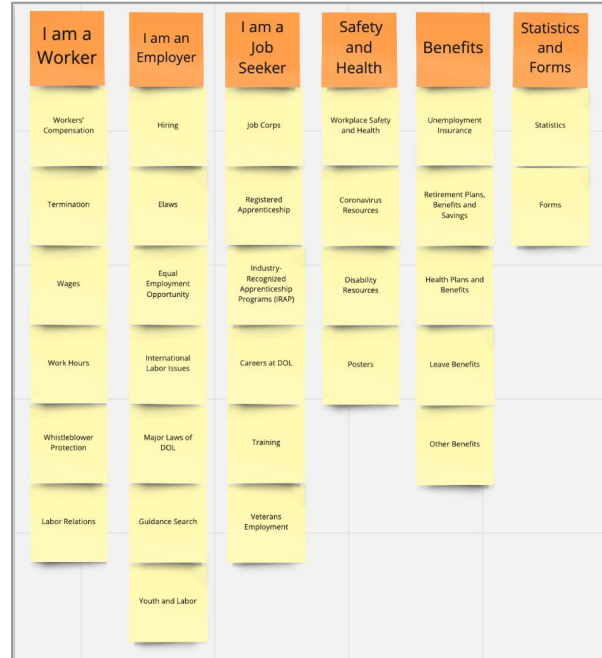 I am a
Worker
Workers'
Compensation
Termination
Wages
Work Hours
Whistleblower
Protection
Labor Relations
I am an
Employer
Hiring
Elaws
Equal
Employment
Opportunity
International
Labor Issues
Major Laws of
DOL
Guidance Search
Youth and Labor
I am a
Job
Seeker
Job Corps
Registered
Apprenticeship
Industry-
Recognized
Apprenticeship
Programs (IRAP)
Careers at DOL
Training
Veterans
Employment
Safety
and
Health
Workplace Safety
and Health
Coronavirus
Resources
Disability
Resources
Posters
Benefits
Unemployment
Insurance
Retirement Plans,
Benefits and
Savings
Health Plans and
Benefits
Leave Benefits
Other Benefits
Statistics
and
Forms
Statistics
Forms